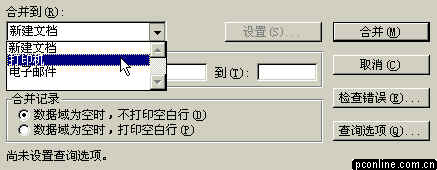 合并到(R):
新建文档
设置(S)...
合并(M)
新建文档
打印机
电子邮件
到(T):
取消(C)
合并记录
检查错误(E)...
数据域为空时，不打印空白行(D)
数据域为空时，打印空白行(P)
查询选项(Q)...
尚未设置查询选项。
pconline.com.cn